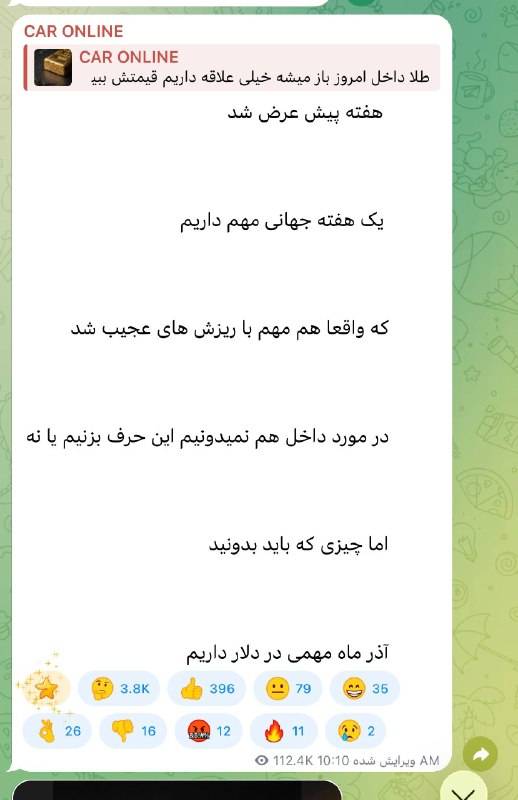 CAR ONLINE
CAR ONLINE
طلا داخل امروز باز میشه خیلی علاقه داریم قیمتش ببی
هفته پیش عرض شد
یک هفته جهانی مهم داریم
که واقعا هم مهم با ریزش های عجیب شد
در مورد داخل هم نمیدونیم این حرف بزنیم یا نه
اما چیزی که باید بدونید
آذر ماه مهمی در دلار داریم
3.8K 396 79 35
26 16 12 11 2
112.4K ویرایش شده 10:10 AM